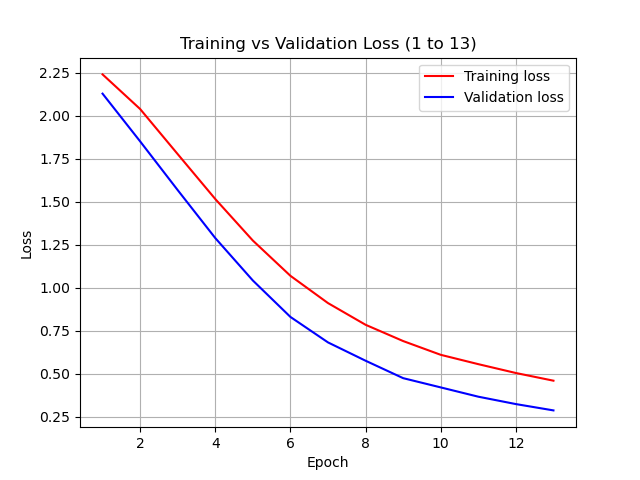 Training vs Validation Loss (1 to 13)
Training loss
Validation loss
2.25
2.00
1.75
1.50
1.25
1.00
0.75
0.50
0.25
Loss
2 4 6 8 10 12
Epoch